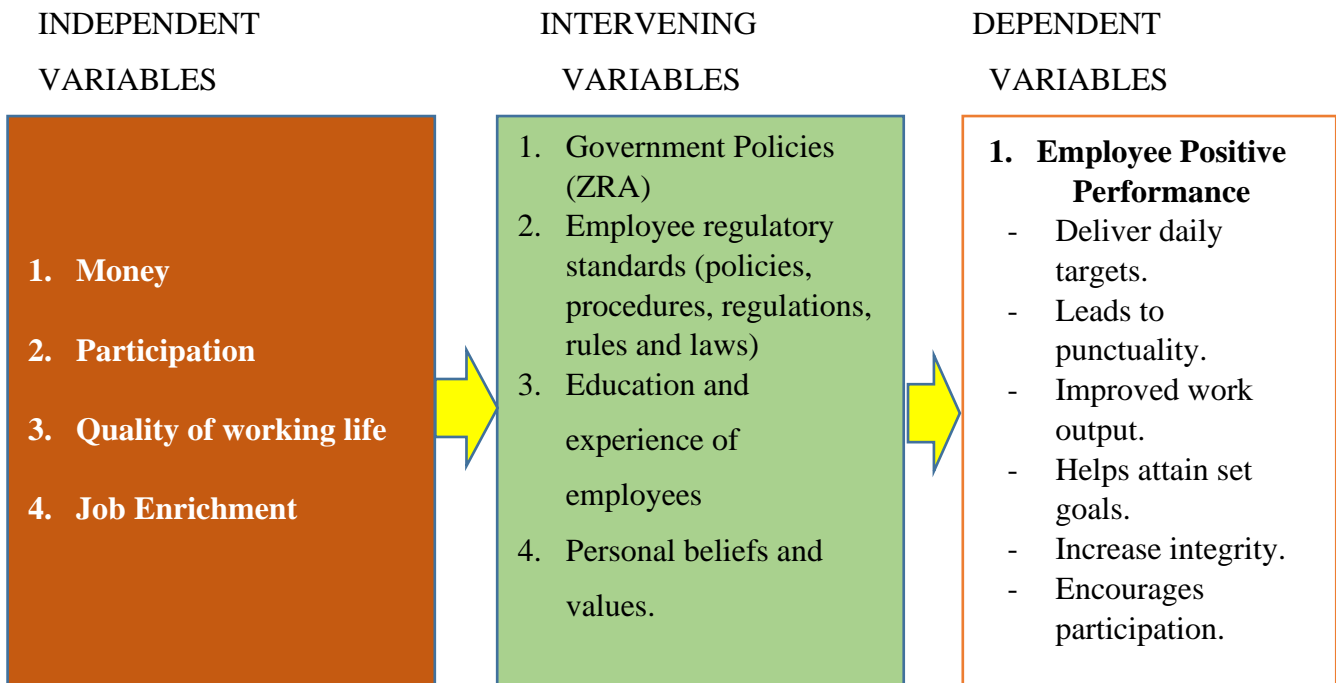 INDEPENDENT
VARIABLES
INTERVENING
VARIABLES
DEPENDENT
VARIABLES
1. Money
2. Participation
3. Quality of working life
4. Job Enrichment
1. Government Policies
(ZRA)
2. Employee regulatory
standards (policies,
procedures, regulations,
rules and laws)
3. Education and
experience of
employees
4. Personal beliefs and
values.
1. Employee Positive
Performance
- Deliver daily
targets.
- Leads to
punctuality.
- Improved work
output.
- Helps attain set
goals.
- Increase integrity.
- Encourages
participation.